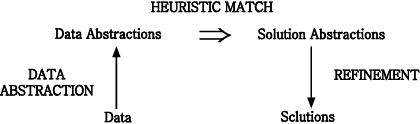 HEURISTIC MATCH
Data Abstractions
Solution Abstractions
DATA
ABSTRACTION
REFINEMENT
Data
Sclutions